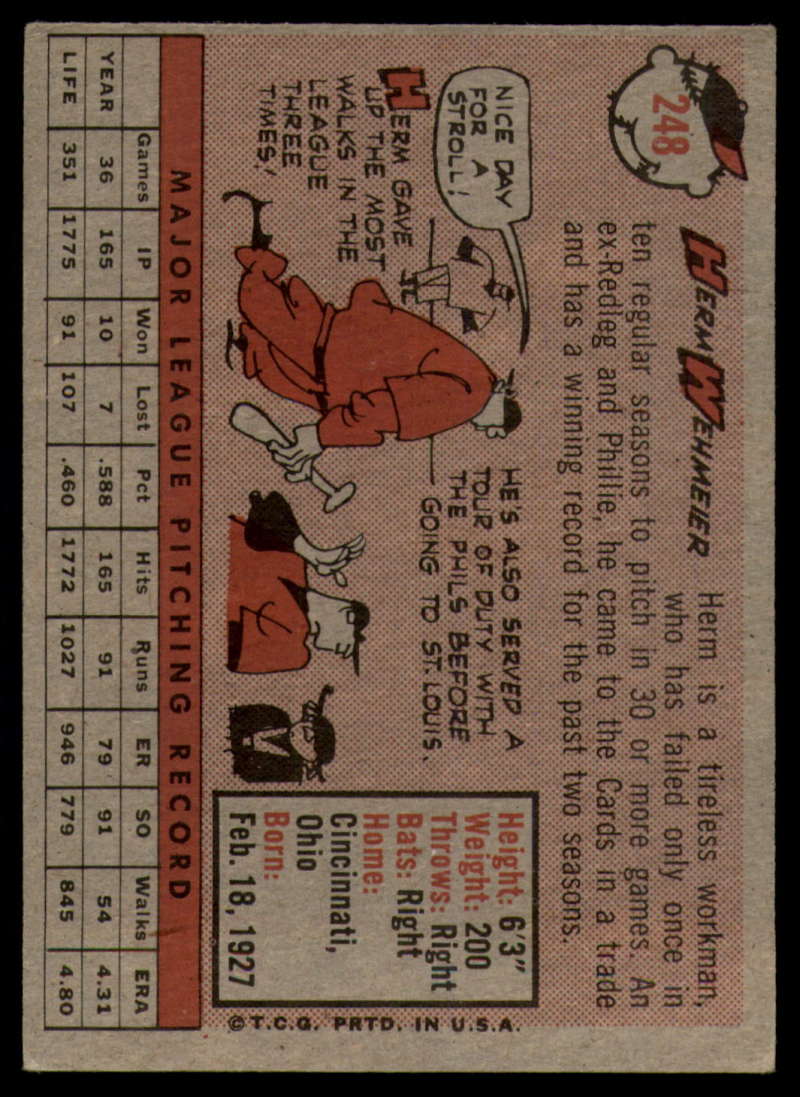 248
HERM WEHMEIER
Herm is a tireless workman,
who has failed only once in
ten regular seasons to pitch in 30 or more games. An
ex-Redleg and Phillie, he came to the Cards in a trade
and has a winning record for the past two seasons.
NICE DAY
FOR A
STROLL!
HERM GAVE
UP THE MOST
WALKS IN THE
LEAGUE
THREE
TIMES!
HE'S ALSO SERVED A
TOUR OF DUTY WITH
THE PHILS BEFORE
GOING TO ST. LOUIS.
Height: 6'3"
Weight: 200
Throws: Right
Bats: Right
Home:
Cincinnati,
Ohio
Born:
Feb. 18, 1927
© T.C.G. PRTD. IN U.S.A.
MAJOR LEAGUE PITCHING RECORD
Games IP Won Lost Pct Hits Runs ER SO Walks ERA
YEAR 36 165 10 7 .588 165 91 79 91 54 4.31
LIFE 351 1775 91 107 .460 1772 1027 946 779 845 4.80